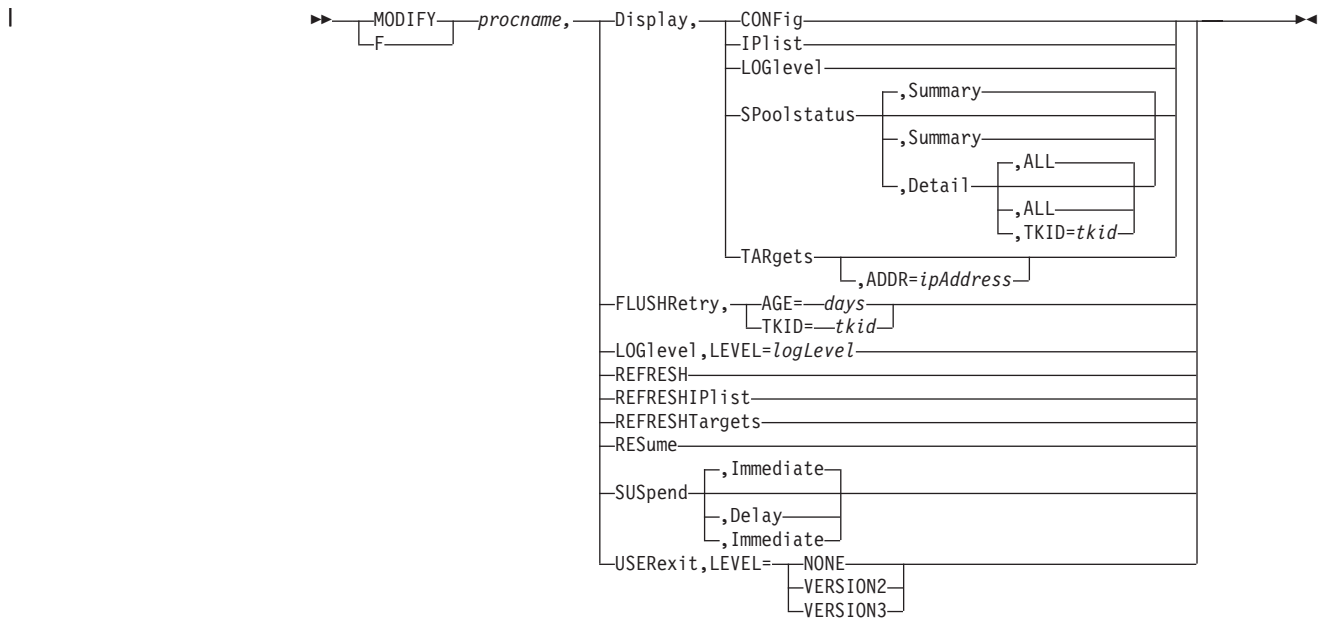 MODIFY procname, Display, CONFig
F IPlist
LOGlevel
,Summary
SPoolstatus
,Summary
,ALL
,Detail
,ALL
,TKID=tkid
TARgets
,ADDR=ipAddress
FLUSHRetry, AGE= days
TKID= tkid
LOGlevel,LEVEL=logLevel
REFRESH
REFRESHIPlist
REFRESHTargets
RESume
,Immediate
SUSpend
,Delay
,Immediate
USERexit,LEVEL= NONE
VERSION2
VERSION3